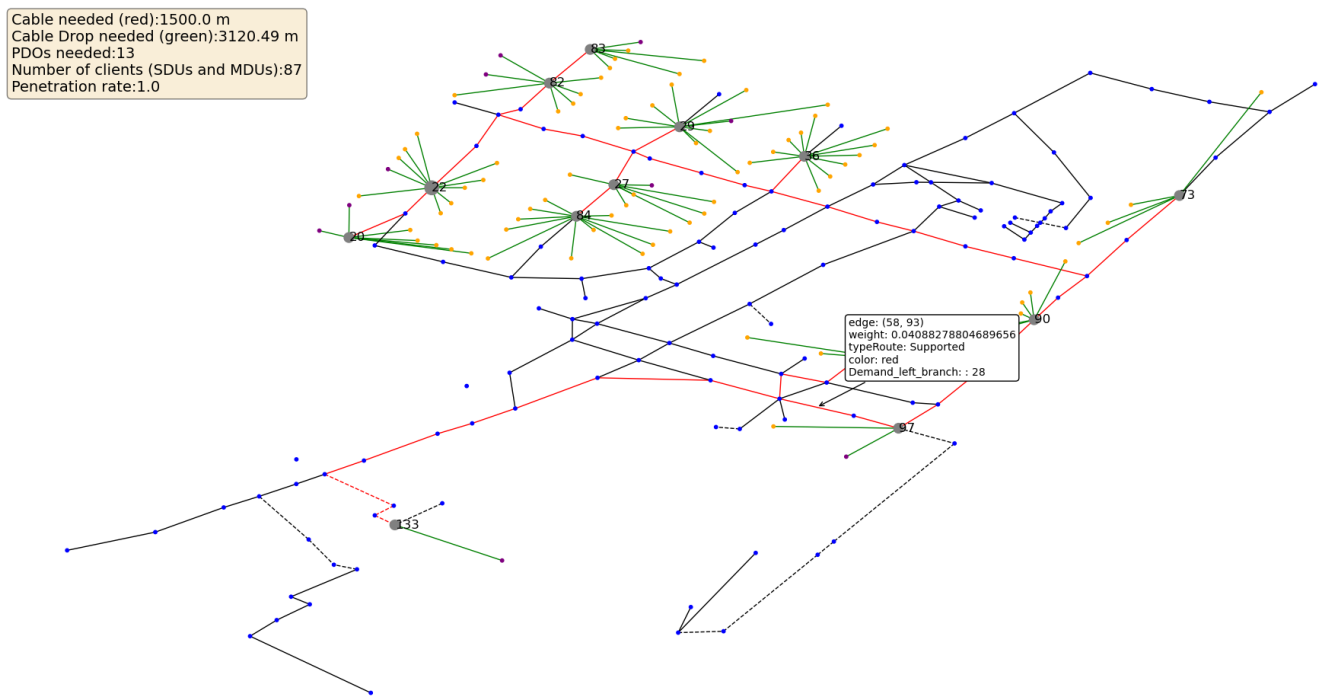 Cable needed (red):1500.0 m
Cable Drop needed (green):3120.49 m
PDOs needed:13
Number of clients (SDUs and MDUs):87
Penetration rate:1.0
83
82
29
36
22
27
73
84
20
90
edge: (58, 93)
weight: 0.04088278804689656
typeRoute: Supported
color: red
Demand_left_branch: : 28
97
133